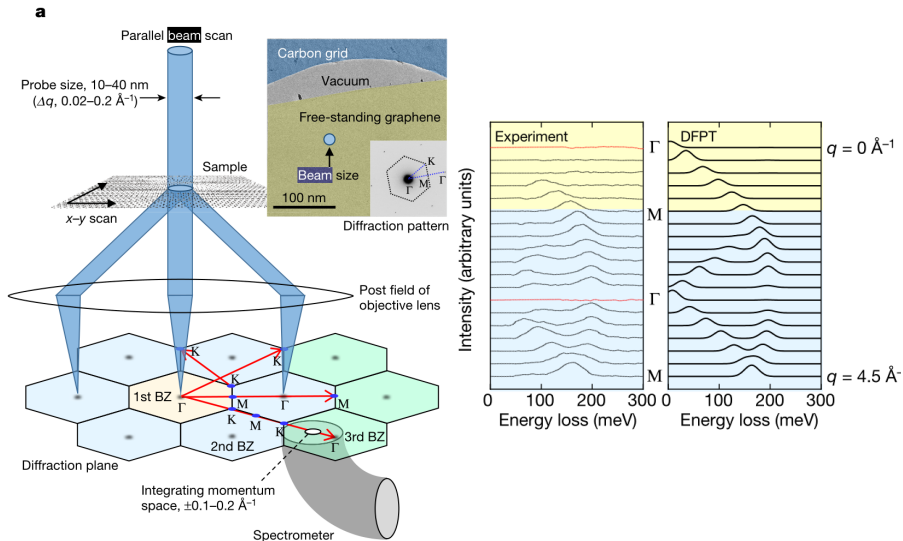 a
Parallel beam scan
Probe size, 10–40 nm
(Δq, 0.02–0.2 Å⁻¹)
Sample
x–y scan
Carbon grid
Vacuum
Free-standing graphene
Beam size
100 nm
K
M
Γ
Γ
Diffraction pattern
Post field of
objective lens
K
K
K
1st BZ
Γ
M
Γ
M
K
M
K
2nd BZ
3rd BZ
Γ
Diffraction plane
Integrating momentum
space, ±0.1–0.2 Å⁻¹
Spectrometer
Intensity (arbitrary units)
Experiment
Γ
DFPT
q = 0 Å⁻¹
M
Γ
M
q = 4.5 Å⁻
0 100 200 300
0 100 200 300
Energy loss (meV)
Energy loss (meV)